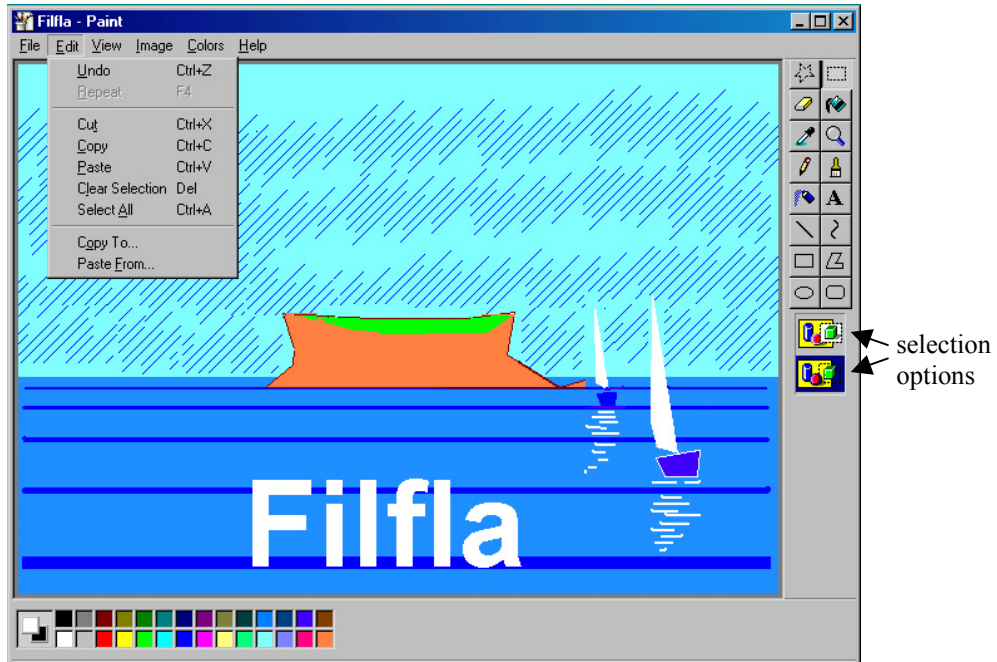 Filfla - Paint
File Edit View Image Colors Help
Undo Ctrl+Z
Repeat F4
Cut Ctrl+X
Copy Ctrl+C
Paste Ctrl+V
Clear Selection Del
Select All Ctrl+A
Copy To...
Paste From...
A
selection
options
Filfla